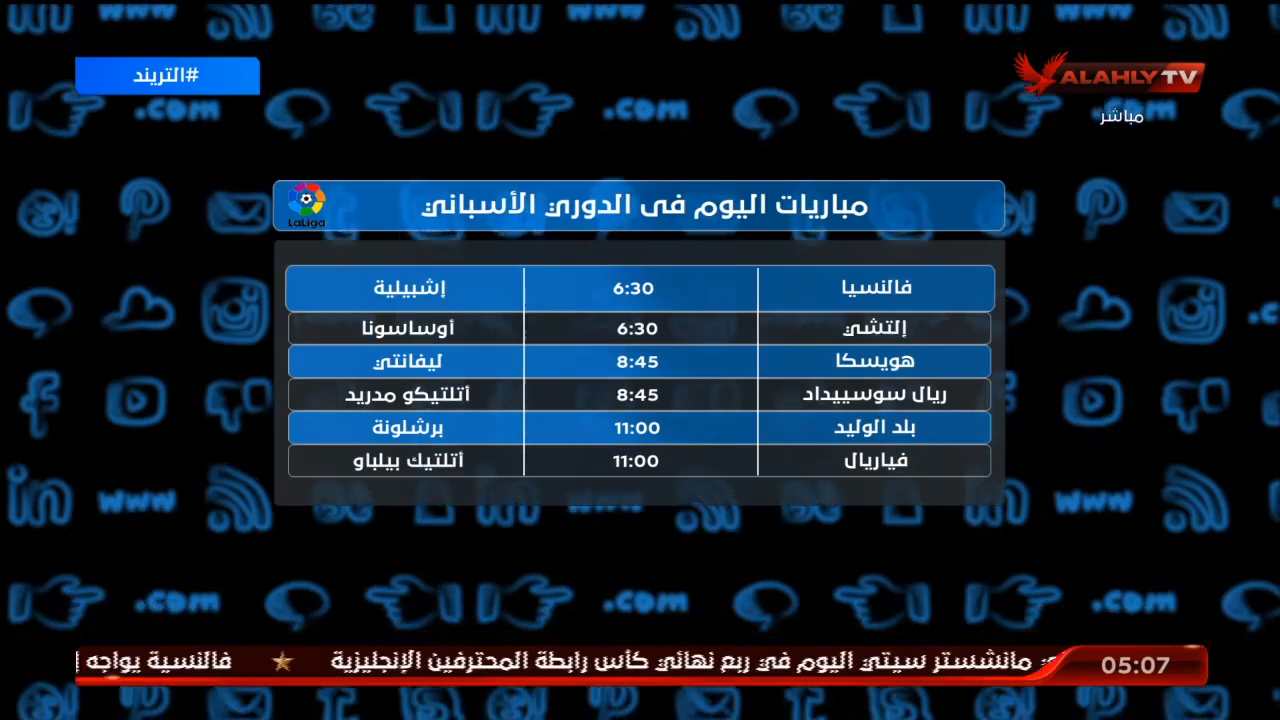 #التريند
ALAHLY TV
مباشر
مباريات اليوم فى الدوري الأسباني
LaLiga
فالنسيا 6:30 إشبيلية
إلتشي 6:30 أوساسونا
هويسكا 8:45 ليفانتي
ريال سوسييداد 8:45 أتلتيكو مدريد
بلد الوليد 11:00 برشلونة
فياريال 11:00 أتلتيك بيلباو
مانشستر سيتي اليوم في ربع نهائي كأس رابطة المحترفين الإنجليزية ★ فالنسية يواجه
05:07